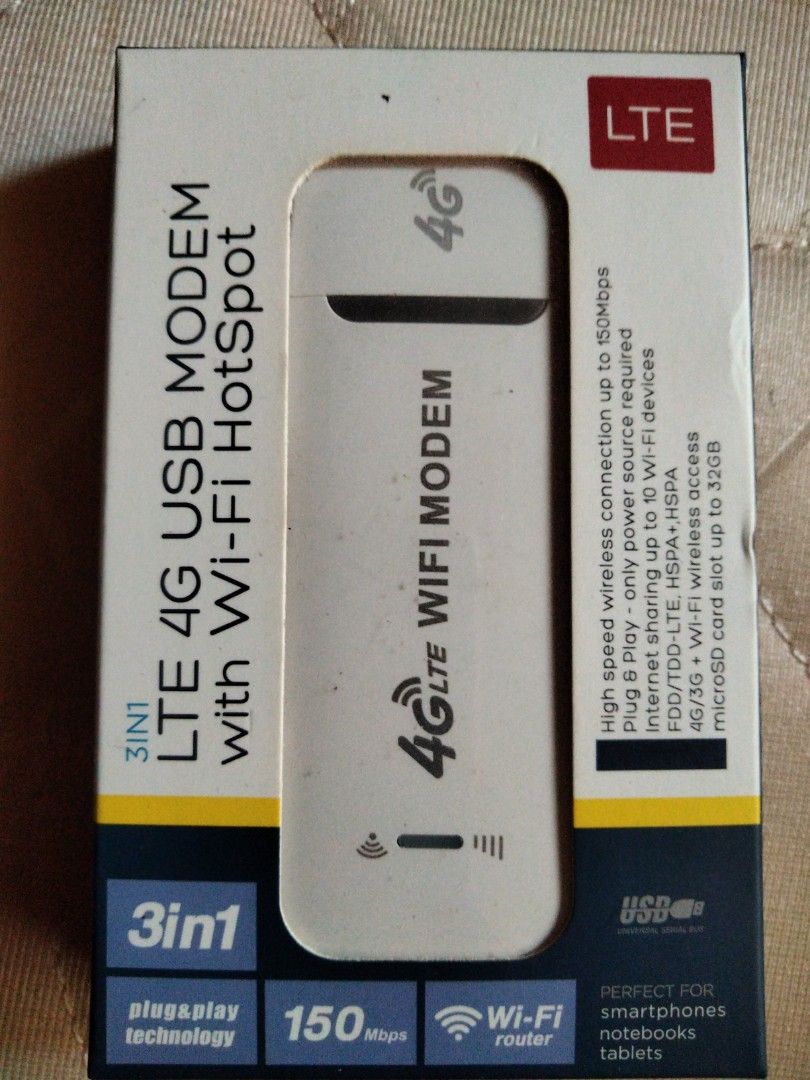 LTE
4G
3IN1
LTE 4G USB MODEM
with Wi-Fi HotSpot
4GLTE WIFI MODEM
High speed wireless connection up to 150Mbps
Plug & Play - only power source required
Internet sharing up to 10 Wi-Fi devices
FDD/TDD-LTE, HSPA+,HSPA
4G/3G + Wi-Fi wireless access
microSD card slot up to 32GB
3in1
plug&play
technology
150 Mbps
Wi-Fi
router
USB
UNIVERSAL SERIAL BUS
PERFECT FOR
smartphones
notebooks
tablets